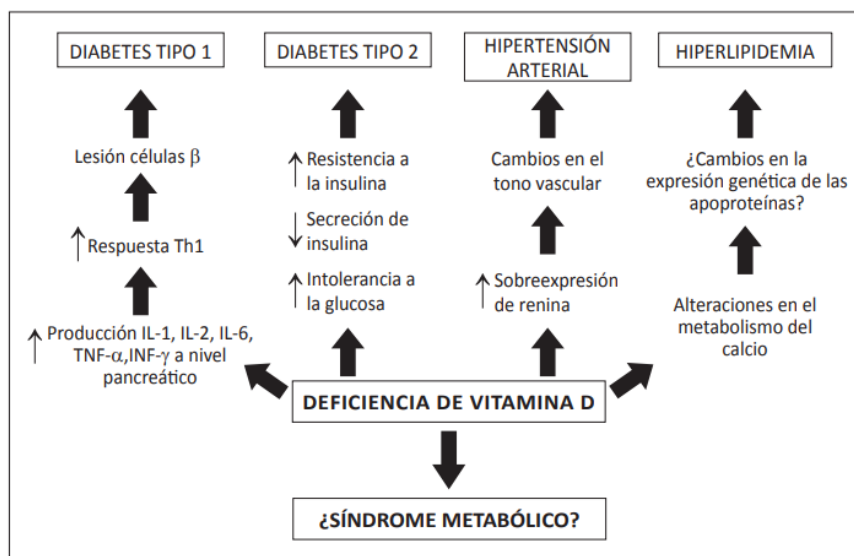 DIABETES TIPO 1
DIABETES TIPO 2
HIPERTENSIÓN
ARTERIAL
HIPERLIPIDEMIA
Lesión células β
↑ Respuesta Th1
↑ Producción IL-1, IL-2, IL-6,
TNF-α,INF-γ a nivel
pancreático
↑ Resistencia a
la insulina
↓ Secreción de
insulina
↑ Intolerancia a
la glucosa
Cambios en el
tono vascular
↑ Sobreexpresión
de renina
¿Cambios en la
expresión genética de las
apoproteínas?
Alteraciones en el
metabolismo del
calcio
DEFICIENCIA DE VITAMINA D
¿SÍNDROME METABÓLICO?